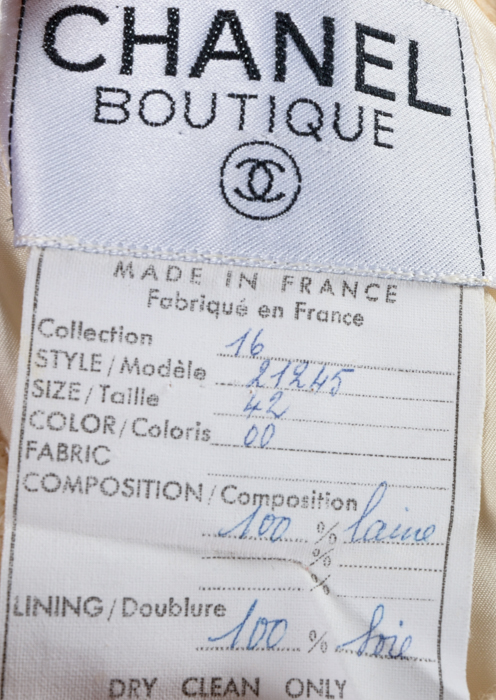 CHANEL
BOUTIQUE
MADE IN FRANCE
Fabriqué en France
Collection 16
STYLE/Modèle 21245
SIZE/Taille 42
COLOR/Coloris 00
FABRIC
COMPOSITION/Composition
100 % laine
%
%
LINING/Doublure
100 % Soie
DRY CLEAN ONLY